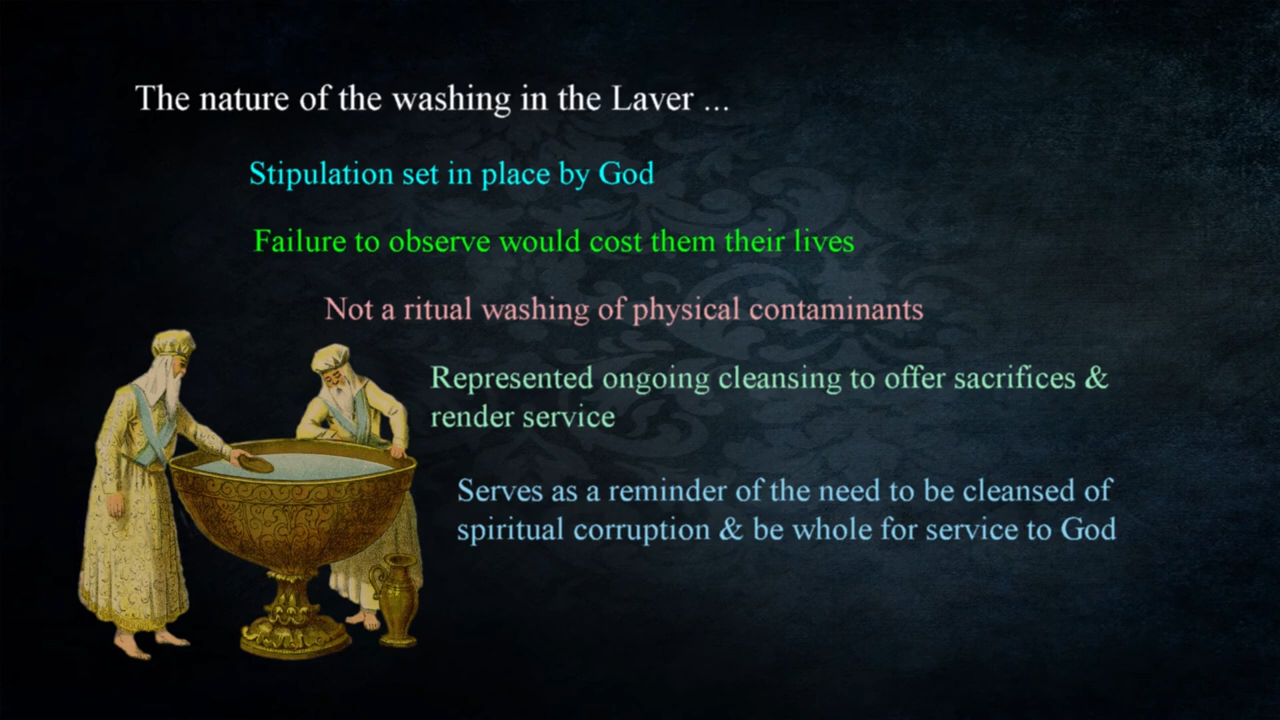 The nature of the washing in the Laver ...
Stipulation set in place by God
Failure to observe would cost them their lives
Not a ritual washing of physical contaminants
Represented ongoing cleansing to offer sacrifices &
render service
Serves as a reminder of the need to be cleansed of
spiritual corruption & be whole for service to God